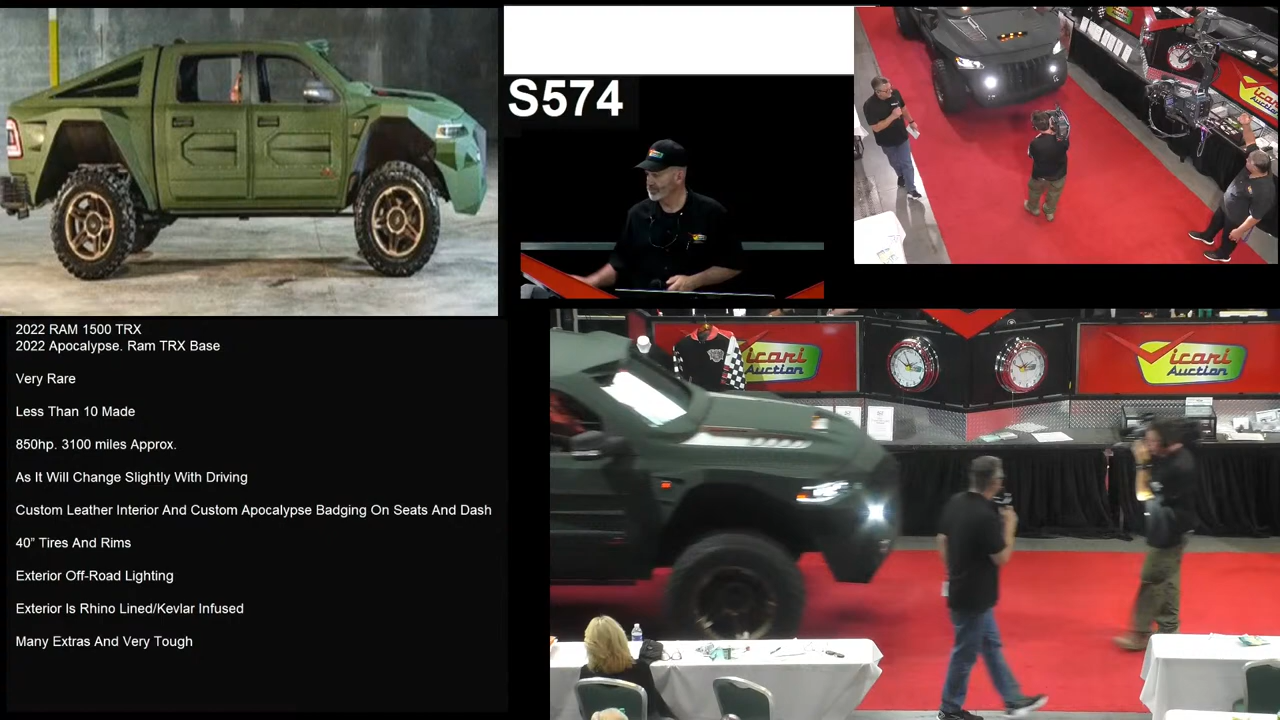 S574
2022 RAM 1500 TRX
2022 Apocalypse. Ram TRX Base
Very Rare
Less Than 10 Made
850hp. 3100 miles Approx.
As It Will Change Slightly With Driving
Custom Leather Interior And Custom Apocalypse Badging On Seats And Dash
40” Tires And Rims
Exterior Off-Road Lighting
Exterior Is Rhino Lined/Kevlar Infused
Many Extras And Very Tough
Vicari
Auction
Vicari
Auction